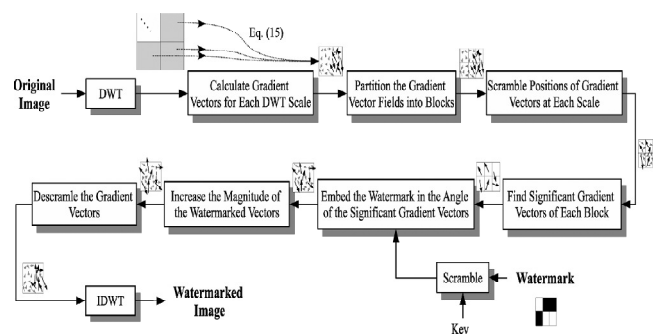 Eq. (15)
Original
Image
DWT
Calculate Gradient
Vectors for Each DWT Scale
Partition the Gradient
Vector Fields into Blocks
Scramble Positions of Gradient
Vectors at Each Scale
Descramle the Gradient
Vectors
Increase the Magnitude of
the Watermarked Vectors
Embed the Watermark in the Angle
of the Significant Gradient Vectors
Find Significant Gradient
Vectors of Each Block
IDWT
Watermarked
Image
Scramble
Watermark
Key